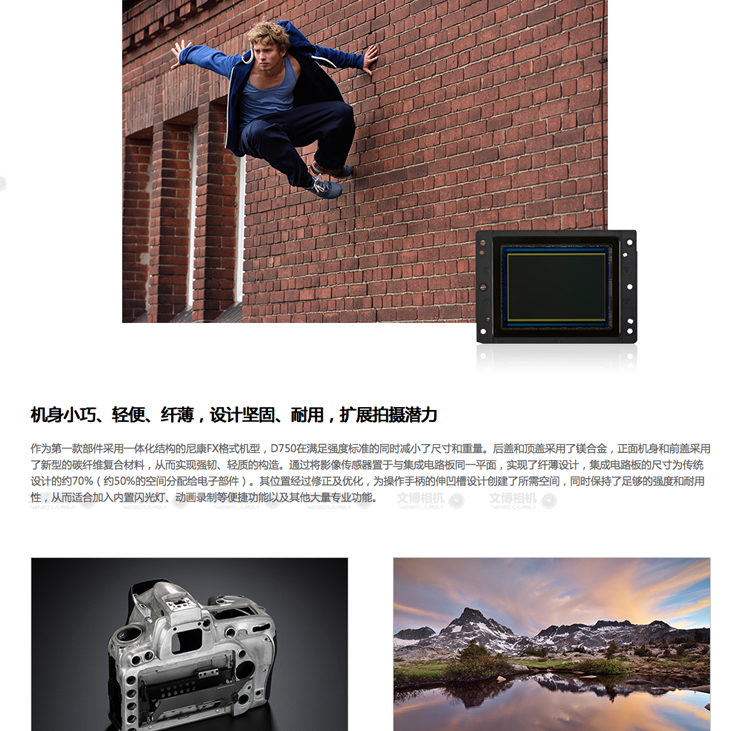 机身小巧、轻便、纤薄，设计坚固、耐用，扩展拍摄潜力
作为第一款部件采用一体化结构的尼康FX格式机型，D750在满足强度标准的同时减小了尺寸和重量。后盖和顶盖采用了镁合金，正面机身和前盖采用
了新型的碳纤维复合材料，从而实现强韧、轻质的构造。通过将影像传感器置于与集成电路板同一平面，实现了纤薄设计，集成电路板的尺寸为传统
设计的约70%（约50%的空间分配给电子部件）。其位置经过修正及优化，为操作手柄的伸凹槽设计创建了所需空间，同时保持了足够的强度和耐用
性，从而适合加入内置闪光灯、动画录制等便捷功能以及其他大量专业功能。
文博相机 文博相机